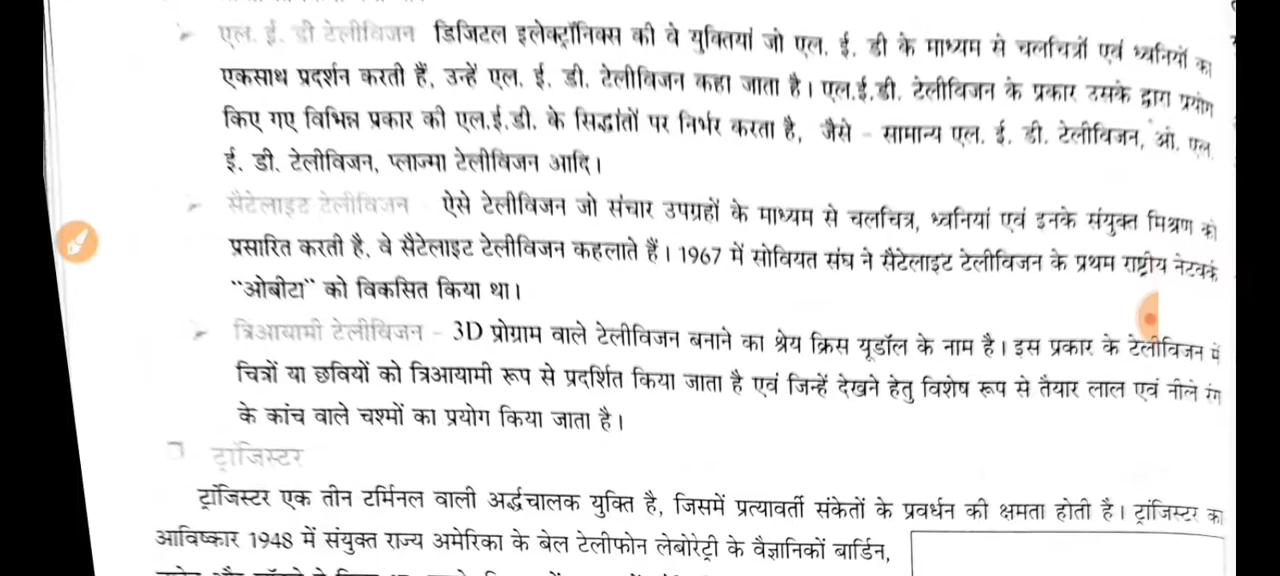 एल. ई. डी टेलीविजन डिजिटल इलेक्ट्रॉनिक्स की वे युक्तियां जो एल. ई. डी के माध्यम से चलचित्रों एवं ध्वनियों का
एकसाथ प्रदर्शन करती हैं, उन्हें एल. ई. डी. टेलीविजन कहा जाता है। एल.ई.डी. टेलीविजन के प्रकार उसके द्वारा प्रयोग
किए गए विभिन्न प्रकार की एल.ई.डी. के सिद्धांतों पर निर्भर करता है, जैसे - सामान्य एल. ई. डी. टेलीविजन, ओ. एल.
ई. डी. टेलीविजन, प्लाज्मा टेलीविजन आदि।
सैटेलाइट टेलीविजन - ऐसे टेलीविजन जो संचार उपग्रहों के माध्यम से चलचित्र, ध्वनियां एवं इनके संयुक्त मिश्रण को
प्रसारित करती है, वे सैटेलाइट टेलीविजन कहलाते हैं। 1967 में सोवियत संघ ने सैटेलाइट टेलीविजन के प्रथम राष्ट्रीय नेटवर्क
“ओबीटा” को विकसित किया था।
त्रिआयामी टेलीविजन - 3D प्रोग्राम वाले टेलीविजन बनाने का श्रेय क्रिस यूडॉल के नाम है। इस प्रकार के टेलीविजन में
चित्रों या छवियों को त्रिआयामी रूप से प्रदर्शित किया जाता है एवं जिन्हें देखने हेतु विशेष रूप से तैयार लाल एवं नीले रंग
के कांच वाले चश्मों का प्रयोग किया जाता है।
ट्रांजिस्टर
ट्रांजिस्टर एक तीन टर्मिनल वाली अर्द्धचालक युक्ति है, जिसमें प्रत्यावर्ती संकेतों के प्रवर्धन की क्षमता होती है। ट्रांजिस्टर का
आविष्कार 1948 में संयुक्त राज्य अमेरिका के बेल टेलीफोन लेबोरेट्री के वैज्ञानिकों बार्डिन,